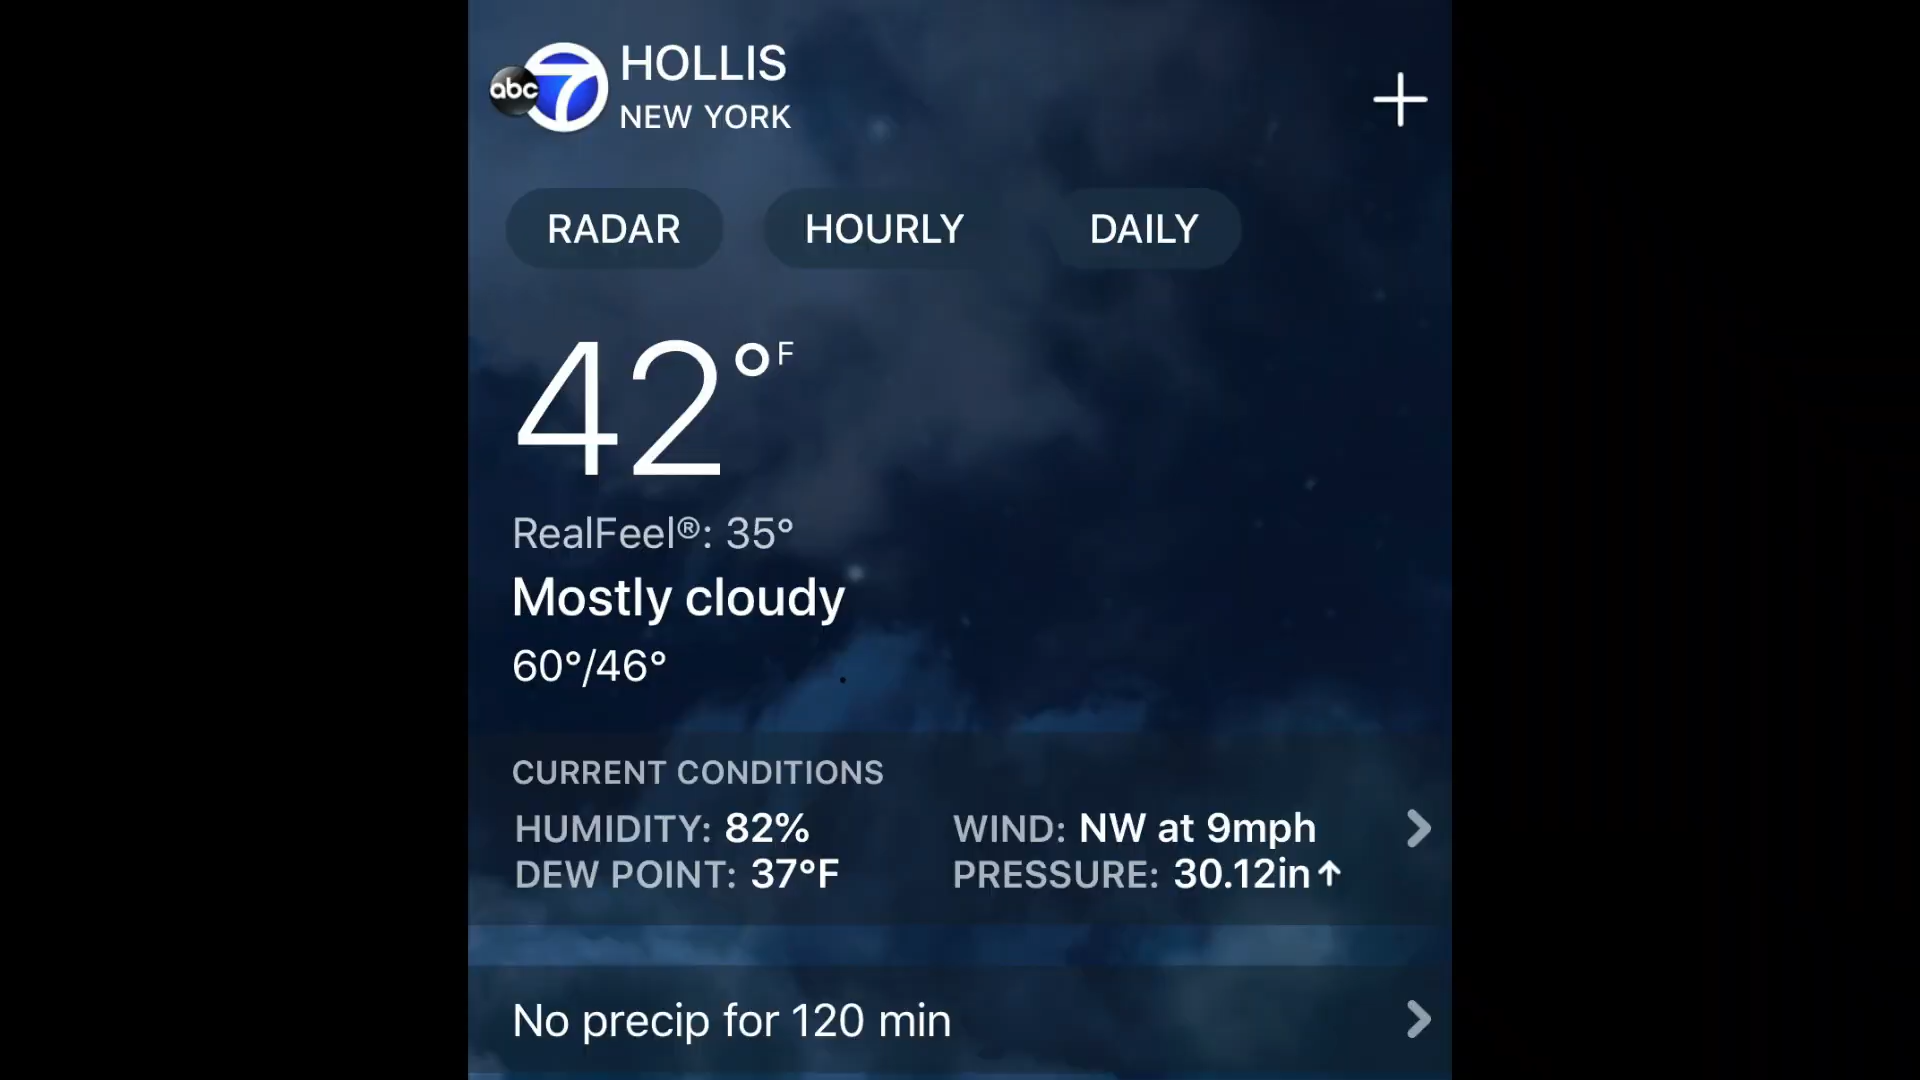 abc 7
HOLLIS
NEW YORK
RADAR HOURLY DAILY
42°F
RealFeel®: 35°
Mostly cloudy
60°/46°
CURRENT CONDITIONS
HUMIDITY: 82% WIND: NW at 9mph
DEW POINT: 37°F PRESSURE: 30.12in↑
No precip for 120 min